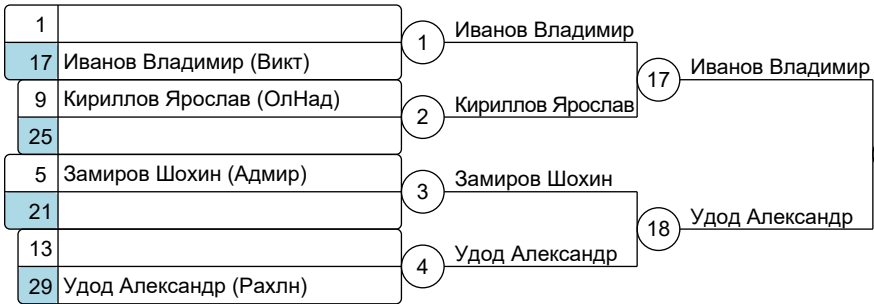 1
17 Иванов Владимир (Викт)
1
Иванов Владимир
9 Кириллов Ярослав (ОлНад)
25
2
Кириллов Ярослав
17
Иванов Владимир
5 Замиров Шохин (Адмир)
21
3
Замиров Шохин
13
29 Удод Александр (Рахлн)
4
Удод Александр
18
Удод Александр